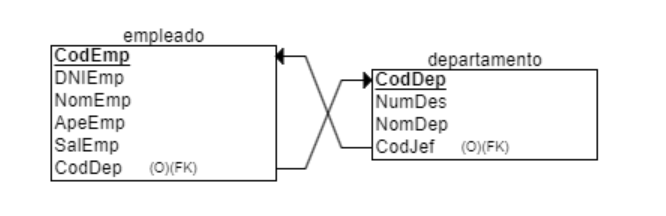 empleado
CodEmp
DNIEmp
NomEmp
ApeEmp
SalEmp
CodDep (O)(FK)
departamento
CodDep
NumDes
NomDep
CodJef (O)(FK)